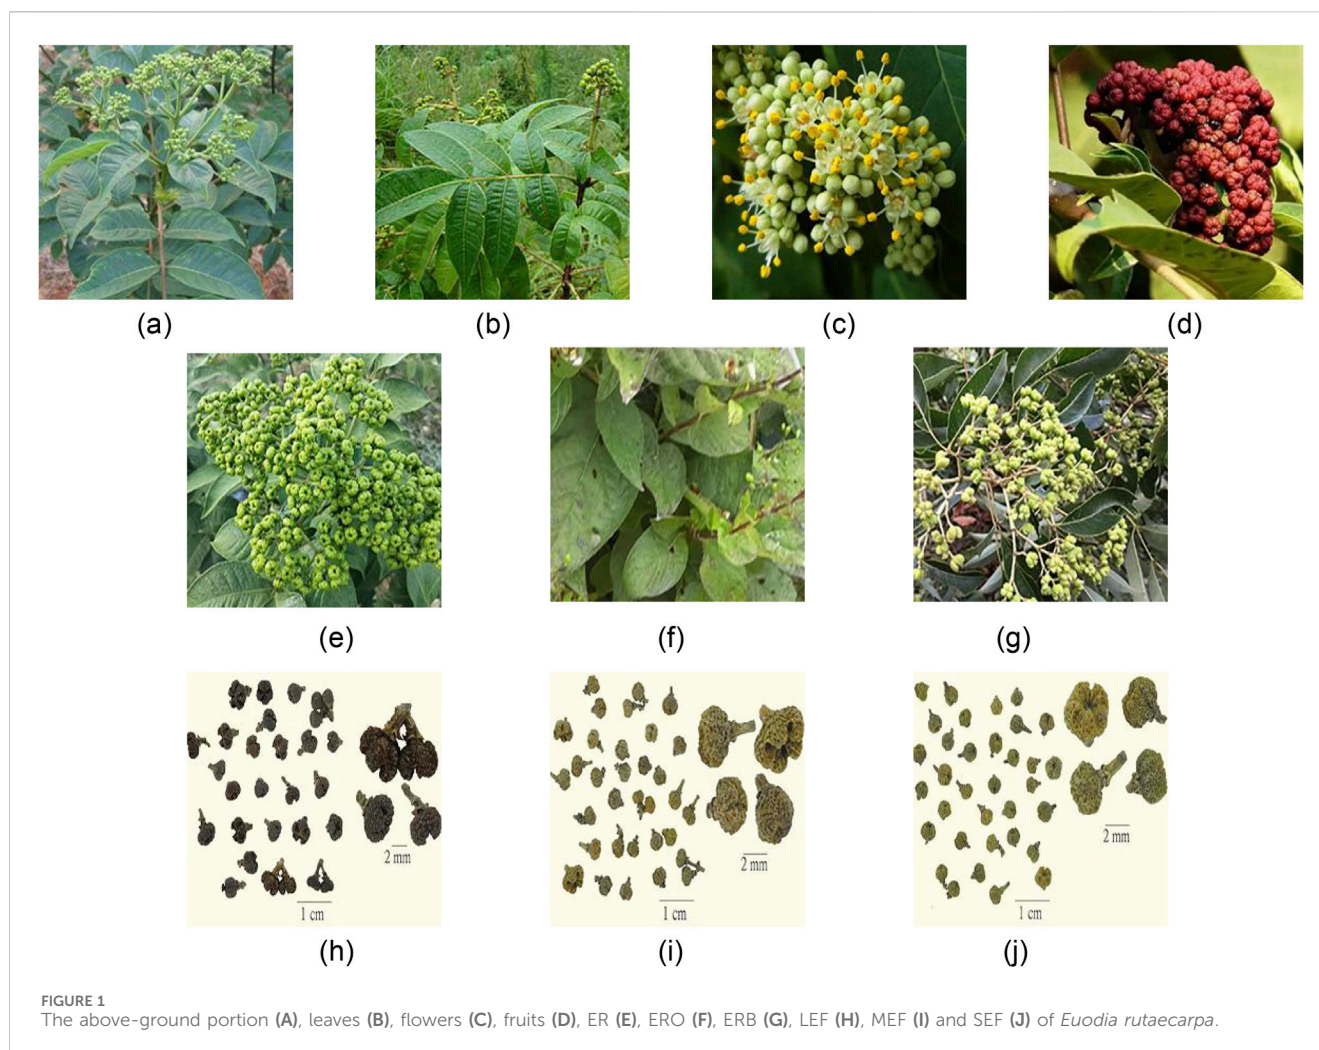 (a) (b) (c) (d)
(e) (f) (g)
2 mm 2 mm 2 mm
1 cm 1 cm 1 cm
(h) (i) (j)
FIGURE 1
The above-ground portion (A), leaves (B), flowers (C), fruits (D), ER (E), ERO (F), ERB (G), LEF (H), MEF (I) and SEF (J) of Euodia rutaecarpa.